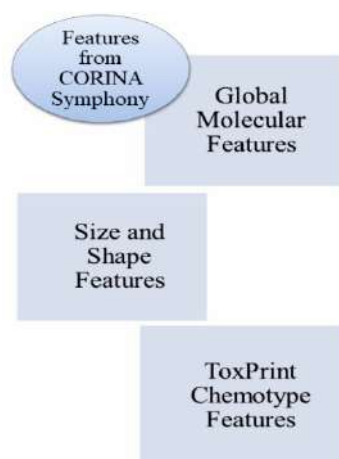 Features
from
CORINA
Symphony
Global
Molecular
Features
Size and
Shape
Features
ToxPrint
Chemotype
Features